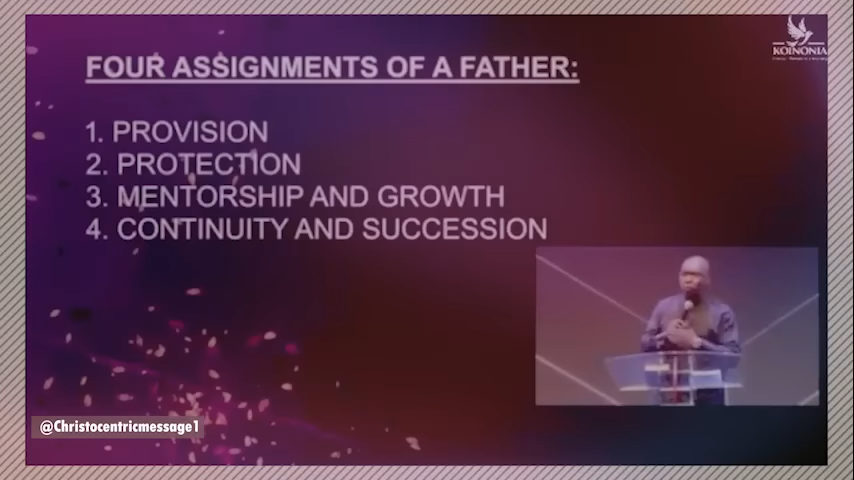 KOINONIA
FOUR ASSIGNMENTS OF A FATHER:
1. PROVISION
2. PROTECTION
3. MENTORSHIP AND GROWTH
4. CONTINUITY AND SUCCESSION
@Christocentricmessage1